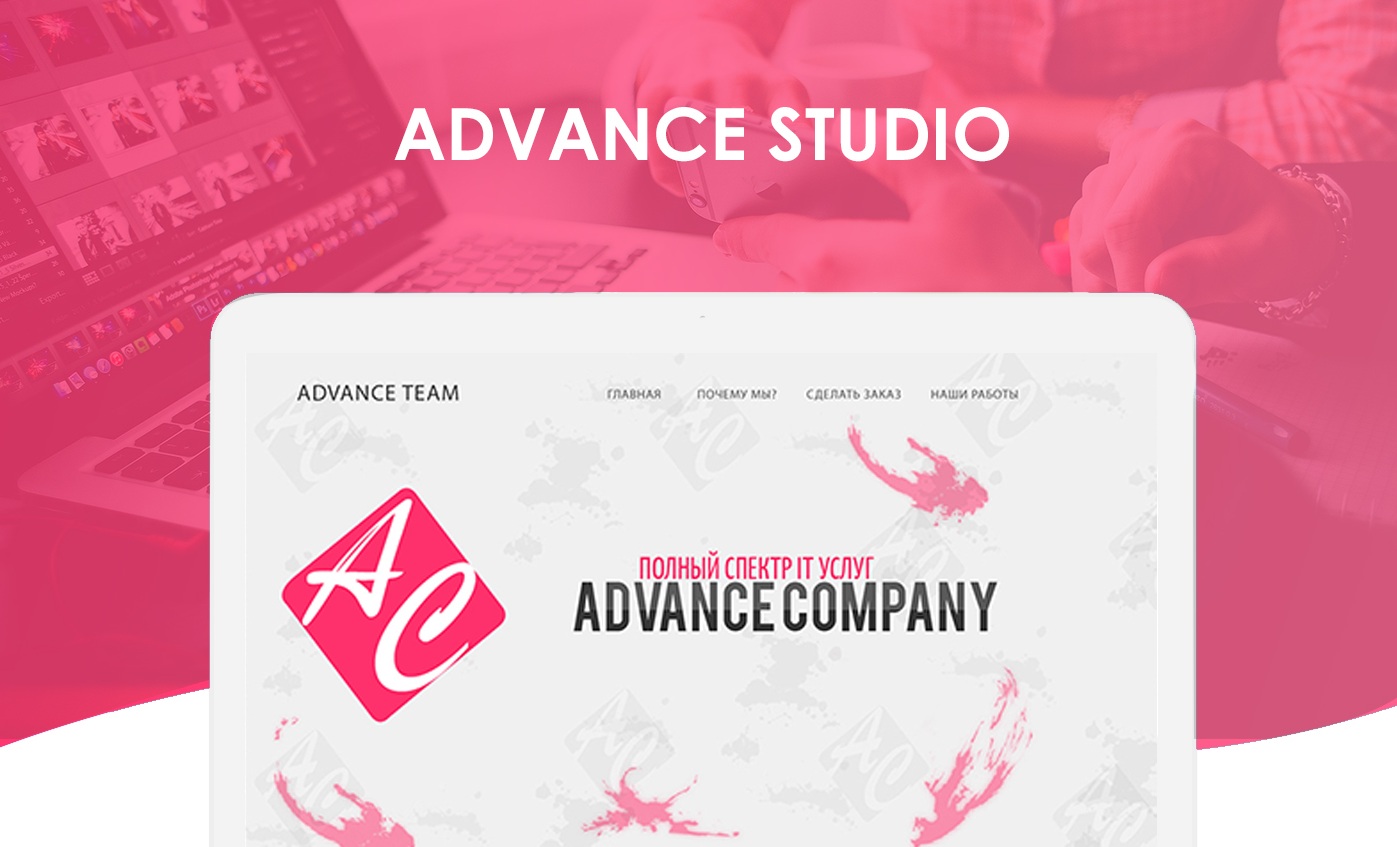 ADVANCE STUDIO
ADVANCE TEAM
ГЛАВНАЯ ПОЧЕМУ МЫ? СДЕЛАТЬ ЗАКАЗ НАШИ РАБОТЫ
AC
ПОЛНЫЙ СПЕКТР IT УСЛУГ
ADVANCE COMPANY